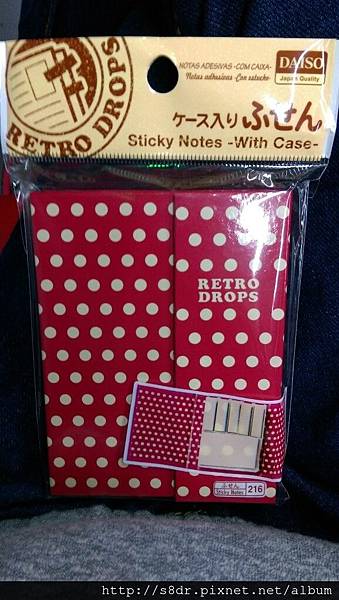 NOTAS ADESIVAS -COM CAIXA-
Notas adhesivas -Con estuche-
DAISO
Japan Quality
RETRO DROPS
ケース入り ふせん
Sticky Notes -With Case-
RETRO
DROPS
ふせん
Sticky Notes
216
http://s8dr.pixnet.net/album